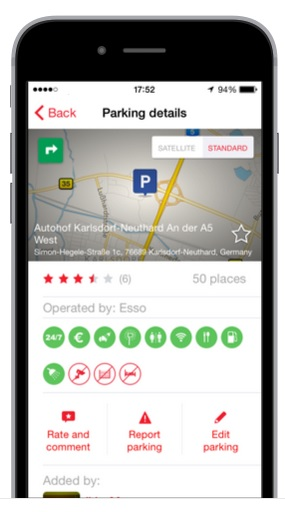 17:52
94%
Back
Parking details
SATELLITE
STANDARD
35
P
Autohof Karlsdorf-Neuthard An der A5
West
Simon-Hegele-Straße 1c, 76689 Karlsdorf-Neuthard, Germany
(6)
50 places
Operated by: Esso
24/7
€
P
Rate and
comment
Report
parking
Edit
parking
Added by: